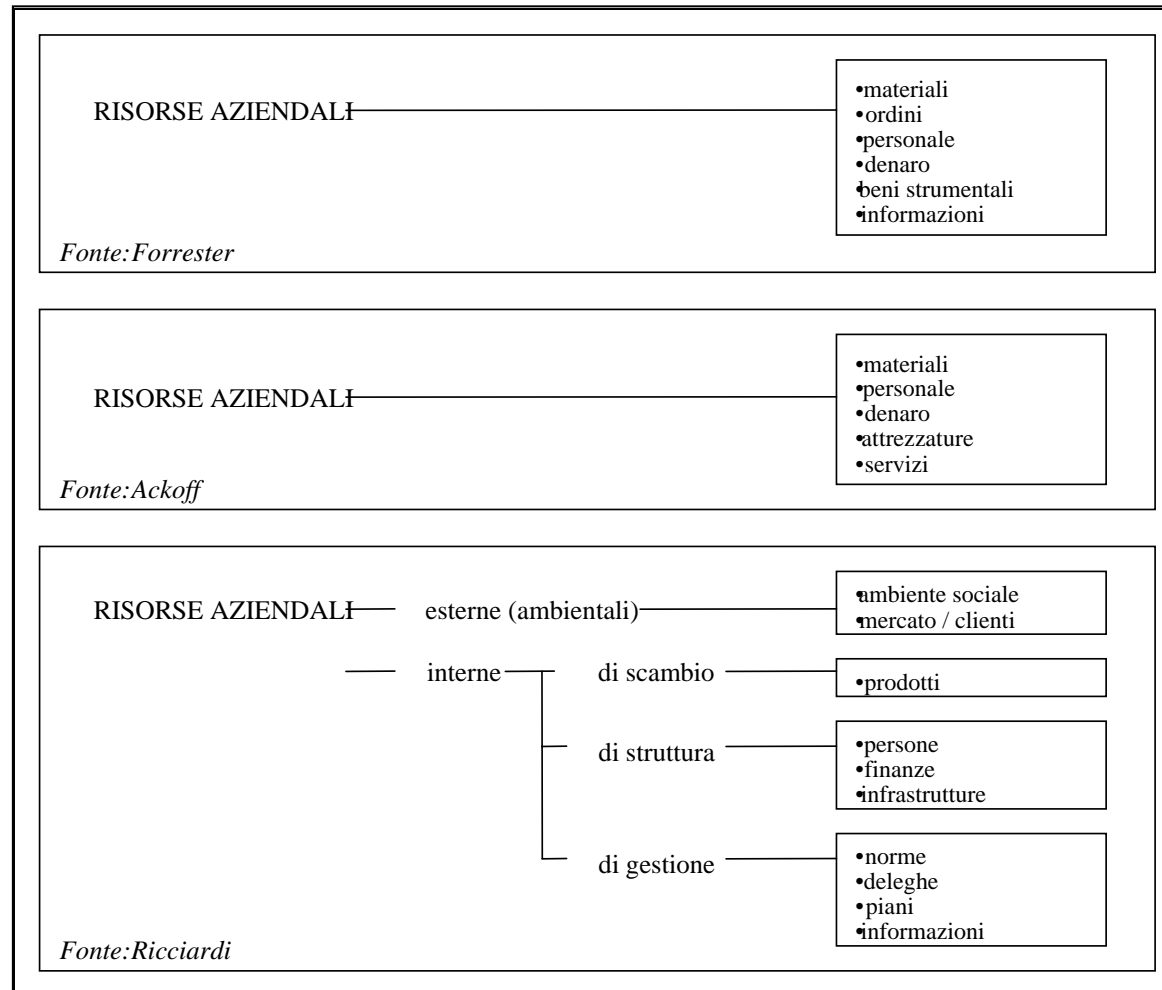 RISORSE AZIENDALI
•materiali
•ordini
•personale
•denaro
•beni strumentali
•informazioni
Fonte:Forrester
RISORSE AZIENDALI
•materiali
•personale
•denaro
•attrezzature
•servizi
Fonte:Ackoff
RISORSE AZIENDALI
esterne (ambientali)
•ambiente sociale
•mercato / clienti
interne
di scambio
•prodotti
di struttura
•persone
•finanze
•infrastrutture
di gestione
•norme
•deleghe
•piani
•informazioni
Fonte:Ricciardi